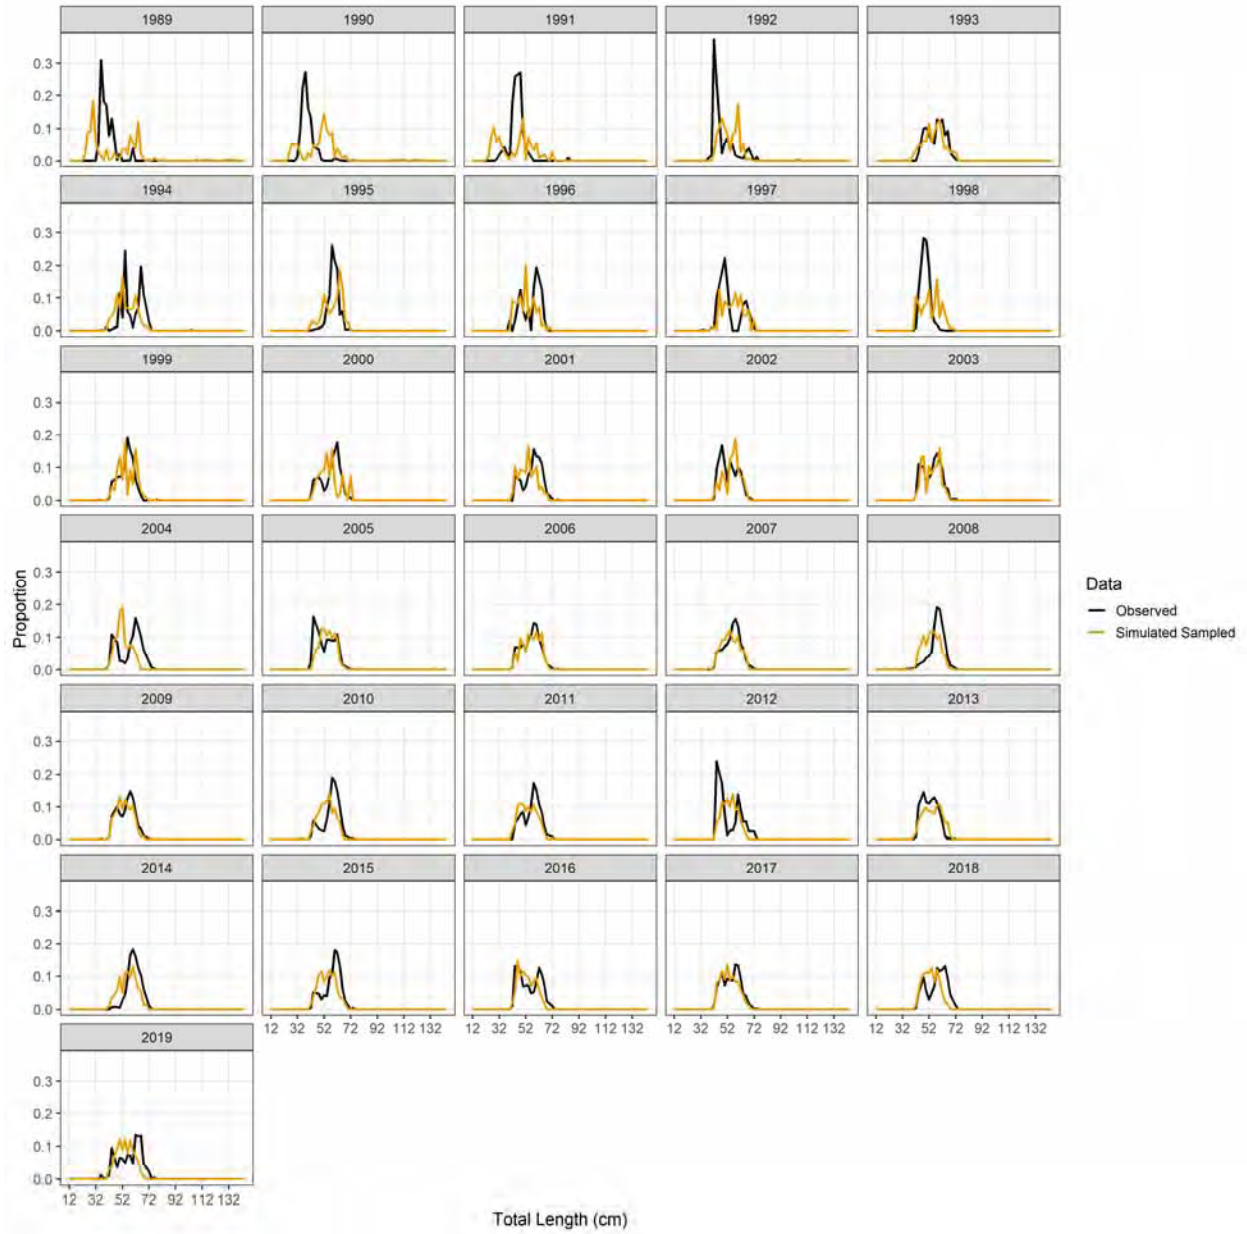 1989 1990 1991 1992 1993
0.3
0.2
0.1
0.0
1994 1995 1996 1997 1998
0.3
0.2
0.1
0.0
1999 2000 2001 2002 2003
0.3
0.2
0.1
0.0
2004 2005 2006 2007 2008
0.3
0.2
0.1
0.0
2009 2010 2011 2012 2013
0.3
0.2
0.1
0.0
2014 2015 2016 2017 2018
0.3
0.2
0.1
0.0
12 32 52 72 92 112 132 12 32 52 72 92 112 132 12 32 52 72 92 112 132 12 32 52 72 92 112 132
2019
0.3
0.2
0.1
0.0
12 32 52 72 92 112 132
Proportion
Total Length (cm)
Data
Observed
Simulated Sampled